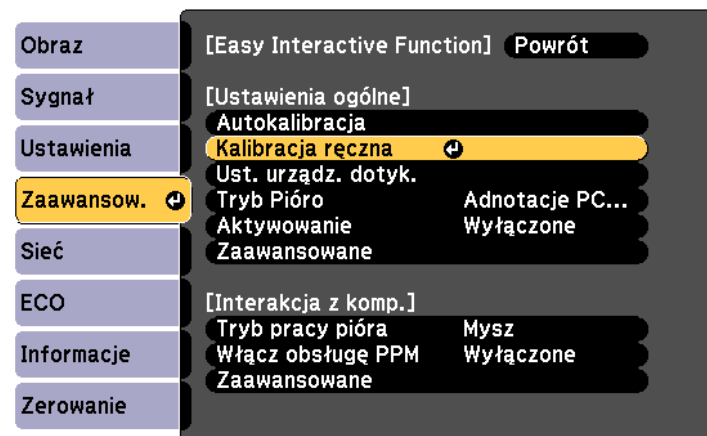 Obraz
Sygnał
Ustawienia
Zaawansow.
Sieć
ECO
Informacje
Zerowanie
[Easy Interactive Function] Powrót
[Ustawienia ogólne]
Autokalibracja
Kalibracja ręczna
Ust. urządz. dotyk.
Tryb Pióro Adnotacje PC...
Aktywowanie Wyłączone
Zaawansowane
[Interakcja z komp.]
Tryb pracy pióra Mysz
Włącz obsługę PPM Wyłączone
Zaawansowane